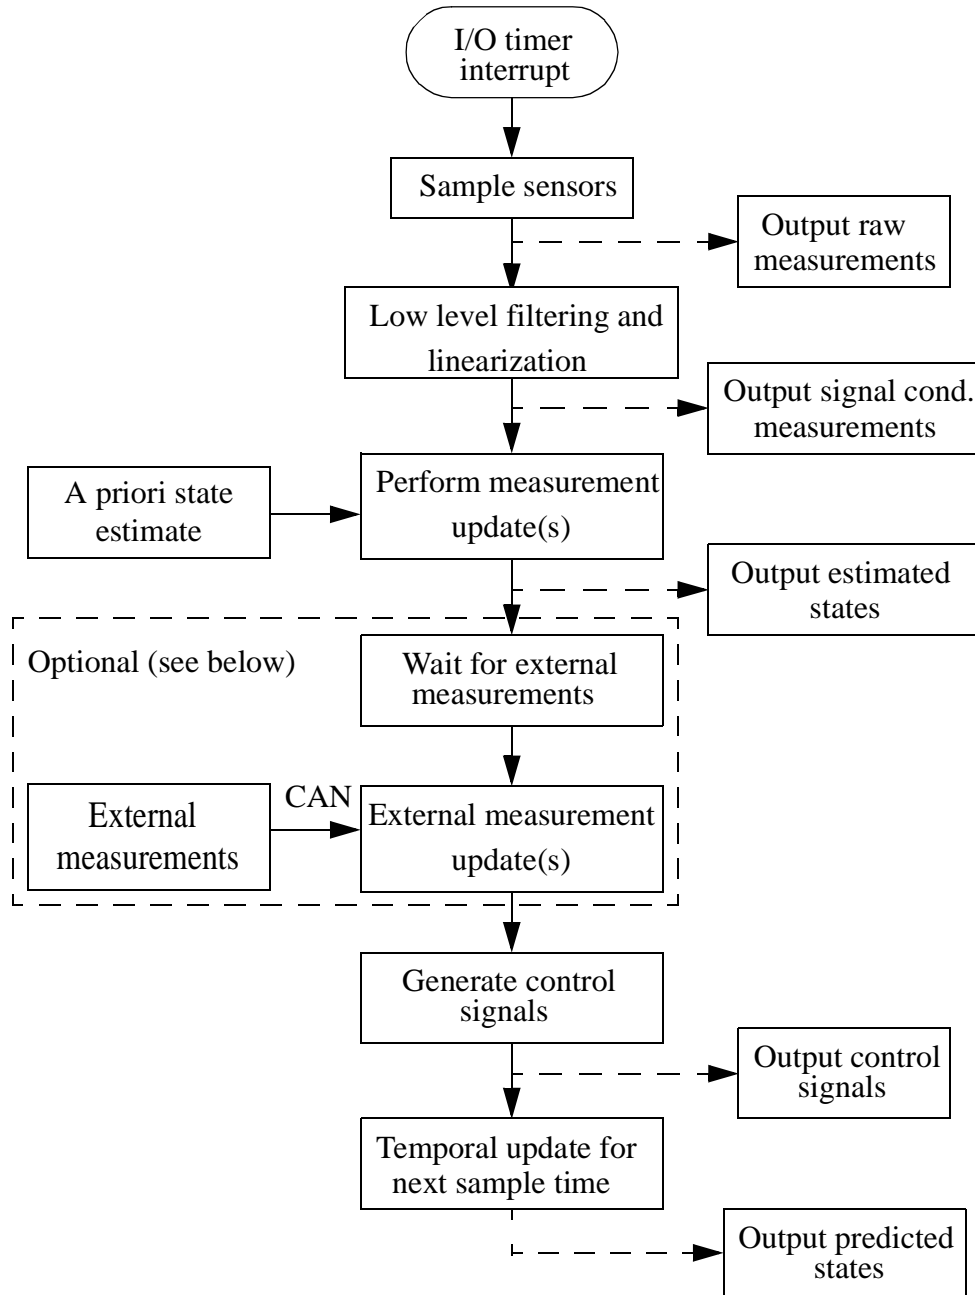 I/O timer
interrupt
Sample sensors
Output raw
measurements
Low level filtering and
linearization
Output signal cond.
measurements
A priori state
estimate
Perform measurement
update(s)
Output estimated
states
Optional (see below)
Wait for external
measurements
External
measurements
CAN
External measurement
update(s)
Generate control
signals
Output control
signals
Temporal update for
next sample time
Output predicted
states